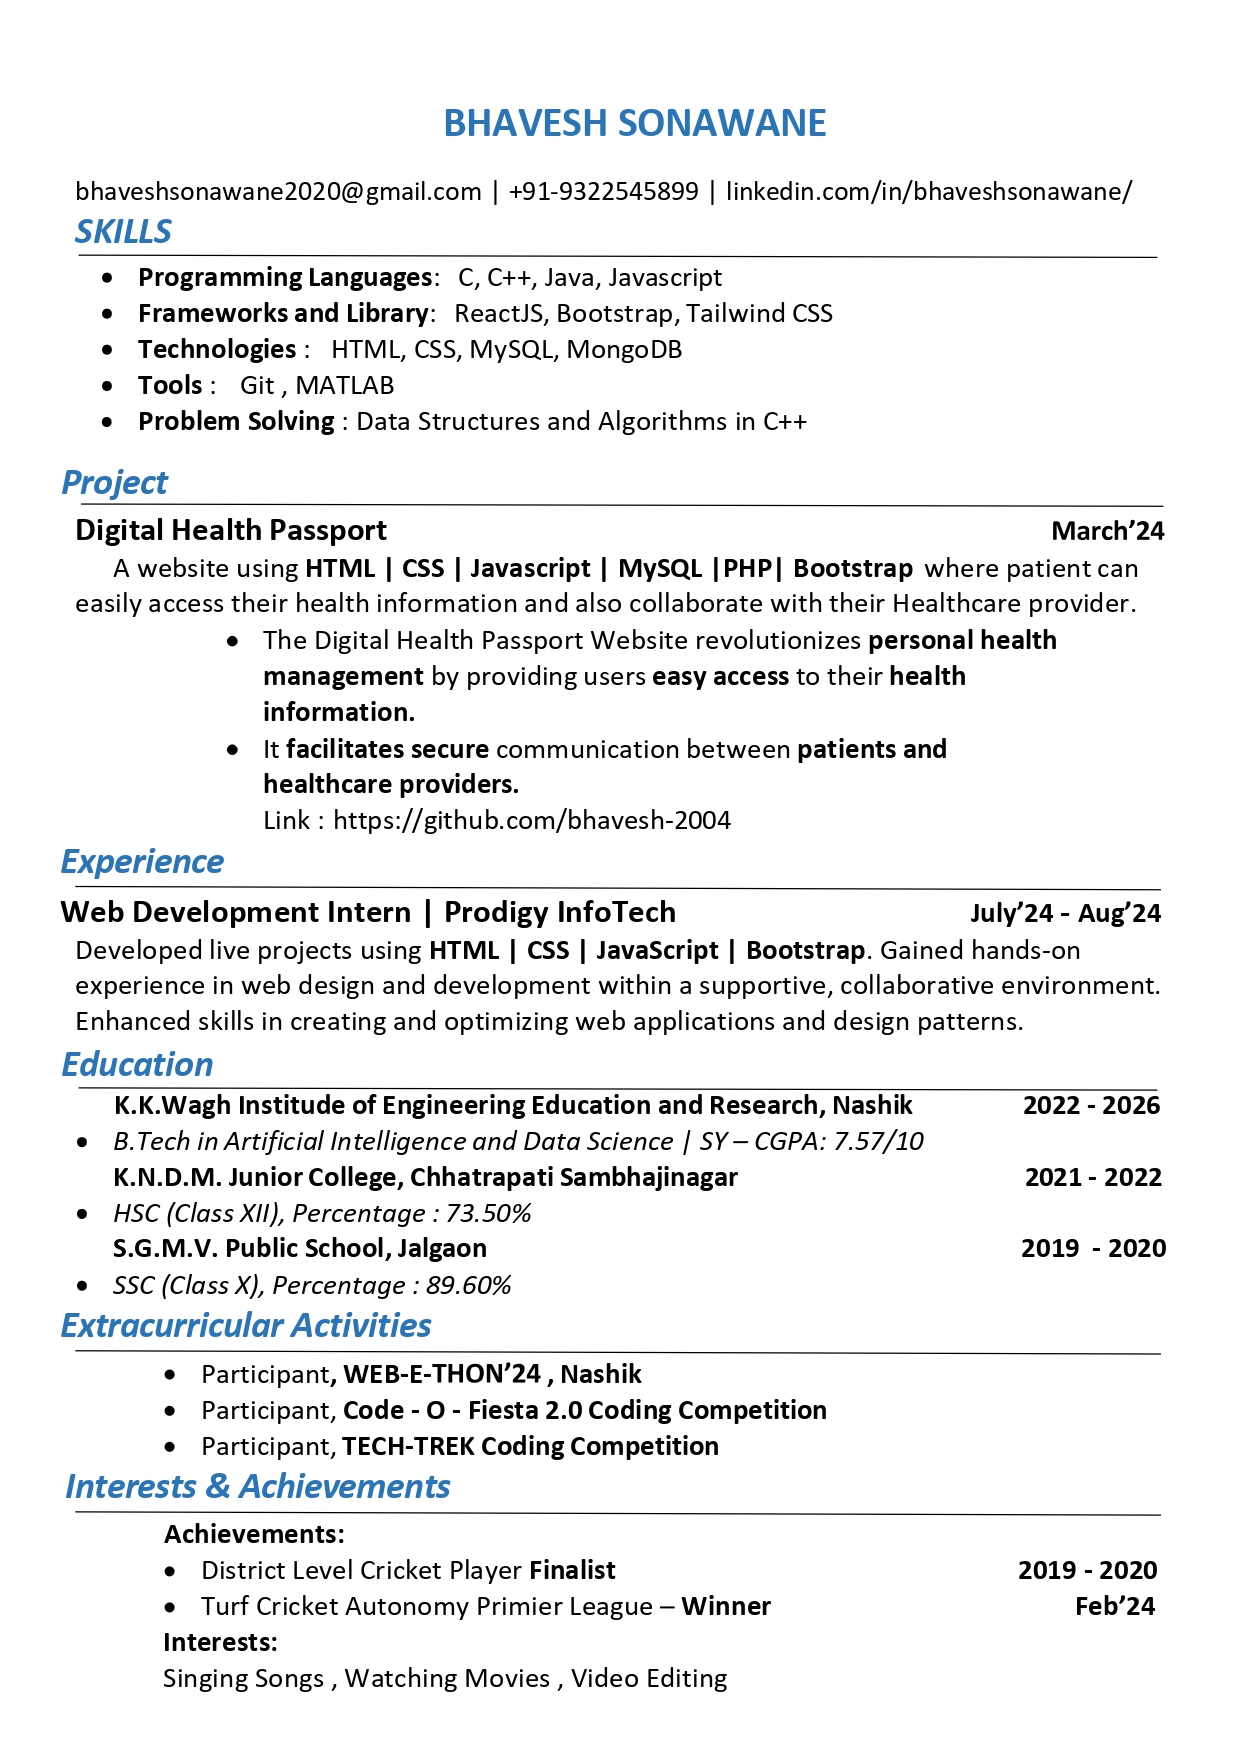 BHAVESH SONAWANE
bhaveshsonawane2020@gmail.com | +91-9322545899 | linkedin.com/in/bhaveshsonawane/
SKILLS
• Programming Languages: C, C++, Java, Javascript
• Frameworks and Library: ReactJS, Bootstrap, Tailwind CSS
• Technologies : HTML, CSS, MySQL, MongoDB
• Tools : Git , MATLAB
• Problem Solving : Data Structures and Algorithms in C++
Project
Digital Health Passport March’24
A website using HTML | CSS | Javascript | MySQL |PHP| Bootstrap where patient can
easily access their health information and also collaborate with their Healthcare provider.
• The Digital Health Passport Website revolutionizes personal health
management by providing users easy access to their health
information.
• It facilitates secure communication between patients and
healthcare providers.
Link : https://github.com/bhavesh-2004
Experience
Web Development Intern | Prodigy InfoTech July’24 - Aug’24
Developed live projects using HTML | CSS | JavaScript | Bootstrap. Gained hands-on
experience in web design and development within a supportive, collaborative environment.
Enhanced skills in creating and optimizing web applications and design patterns.
Education
K.K.Wagh Institude of Engineering Education and Research, Nashik 2022 - 2026
• B.Tech in Artificial Intelligence and Data Science | SY – CGPA: 7.57/10
K.N.D.M. Junior College, Chhatrapati Sambhajinagar 2021 - 2022
• HSC (Class XII), Percentage : 73.50%
S.G.M.V. Public School, Jalgaon 2019 - 2020
• SSC (Class X), Percentage : 89.60%
Extracurricular Activities
• Participant, WEB-E-THON’24 , Nashik
• Participant, Code - O - Fiesta 2.0 Coding Competition
• Participant, TECH-TREK Coding Competition
Interests & Achievements
Achievements:
• District Level Cricket Player Finalist 2019 - 2020
• Turf Cricket Autonomy Primier League – Winner Feb’24
Interests:
Singing Songs , Watching Movies , Video Editing